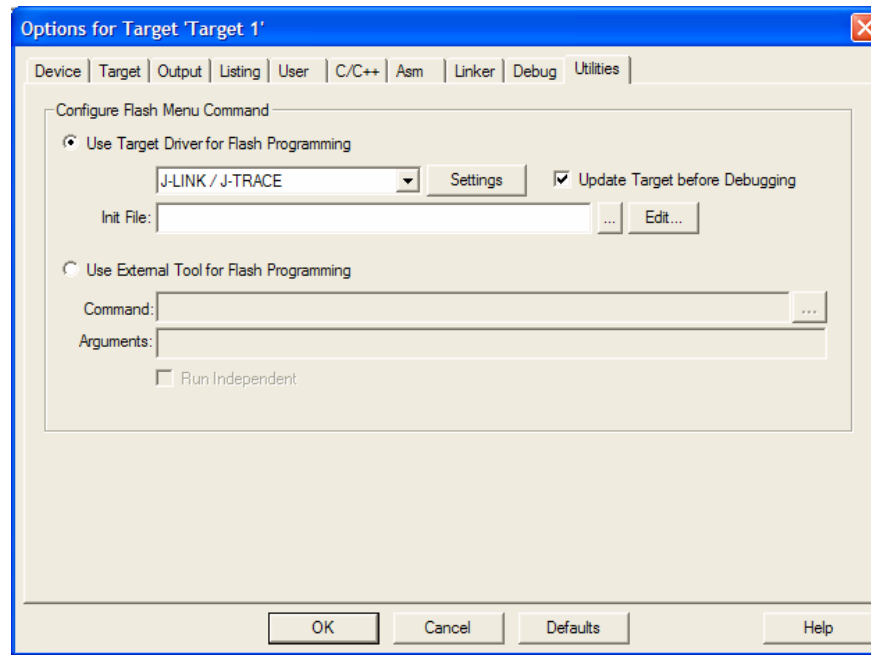 Options for Target 'Target 1'
Device Target Output Listing User C/C++ Asm Linker Debug Utilities
Configure Flash Menu Command
Use Target Driver for Flash Programming
J-LINK / J-TRACE Settings Update Target before Debugging
Init File: ... Edit...
Use External Tool for Flash Programming
Command: ...
Arguments:
Run Independent
OK Cancel Defaults Help